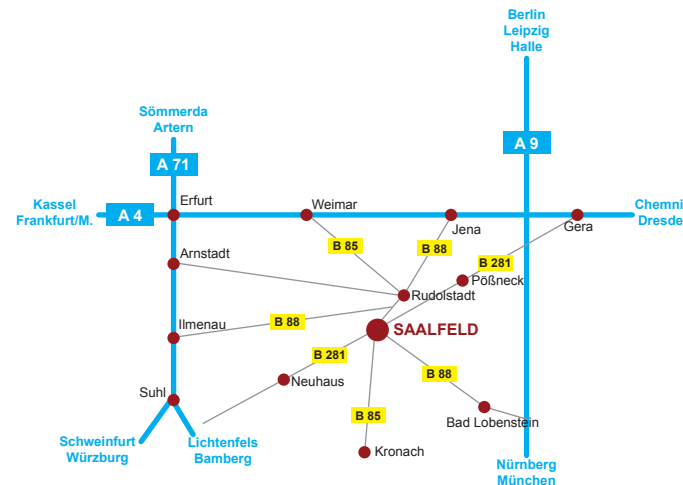 Berlin
Leipzig
Halle
Sömmerda
Artern
A 9
A 71
Kassel
Frankfurt/M.
A 4
Erfurt
Weimar
Jena
Gera
Chemni
Dresde
B 85
B 88
B 281
Arnstadt
Pößneck
Rudolstadt
Ilmenau
B 88
SAALFELD
B 281
B 88
Neuhaus
Suhl
B 85
Bad Lobenstein
Schweinfurt
Würzburg
Lichtenfels
Bamberg
Kronach
Nürnberg
München